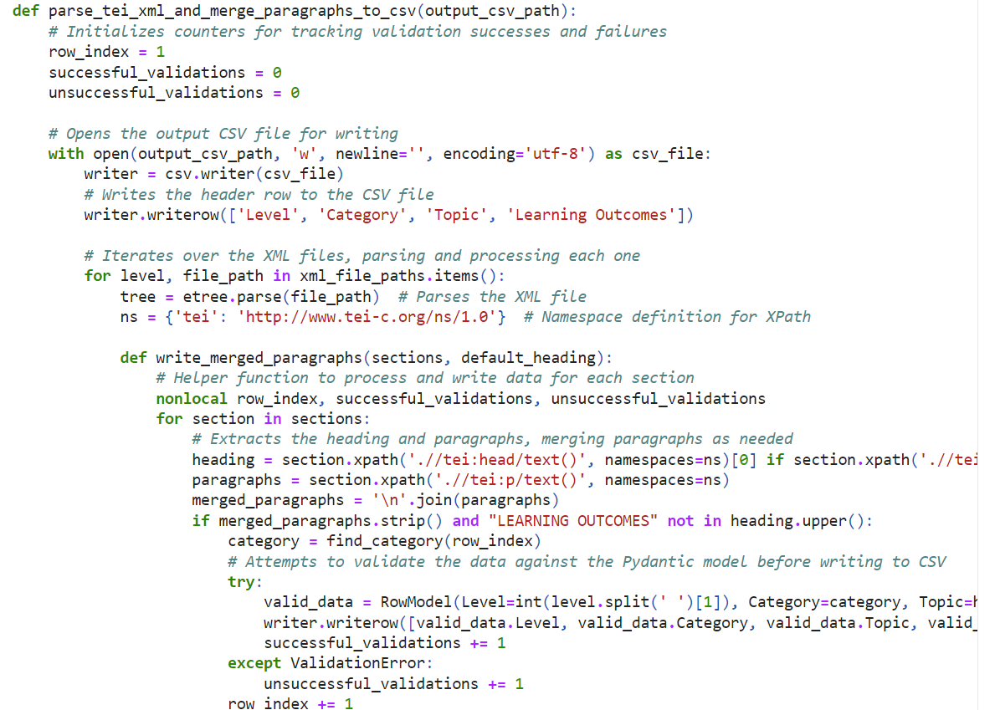 def parse_tei_xml_and_merge_paragraphs_to_csv(output_csv_path):
    # Initializes counters for tracking validation successes and failures
    row_index = 1
    successful_validations = 0
    unsuccessful_validations = 0

    # Opens the output CSV file for writing
    with open(output_csv_path, 'w', newline='', encoding='utf-8') as csv_file:
        writer = csv.writer(csv_file)
        # Writes the header row to the CSV file
        writer.writerow(['Level', 'Category', 'Topic', 'Learning Outcomes'])

        # Iterates over the XML files, parsing and processing each one
        for level, file_path in xml_file_paths.items():
            tree = etree.parse(file_path)  # Parses the XML file
            ns = {'tei': 'http://www.tei-c.org/ns/1.0'}  # Namespace definition for XPath

            def write_merged_paragraphs(sections, default_heading):
                # Helper function to process and write data for each section
                nonlocal row_index, successful_validations, unsuccessful_validations
                for section in sections:
                    # Extracts the heading and paragraphs, merging paragraphs as needed
                    heading = section.xpath('.//tei:head/text()', namespaces=ns)[0] if section.xpath('.//tei
                    paragraphs = section.xpath('.//tei:p/text()', namespaces=ns)
                    merged_paragraphs = '\n'.join(paragraphs)
                    if merged_paragraphs.strip() and "LEARNING OUTCOMES" not in heading.upper():
                        category = find_category(row_index)
                        # Attempts to validate the data against the Pydantic model before writing to CSV
                        try:
                            valid_data = RowModel(Level=int(level.split(' ')[1]), Category=category, Topic=
                            writer.writerow([valid_data.Level, valid_data.Category, valid_data.Topic, valid_
                            successful_validations += 1
                        except ValidationError:
                            unsuccessful_validations += 1
                        row_index += 1